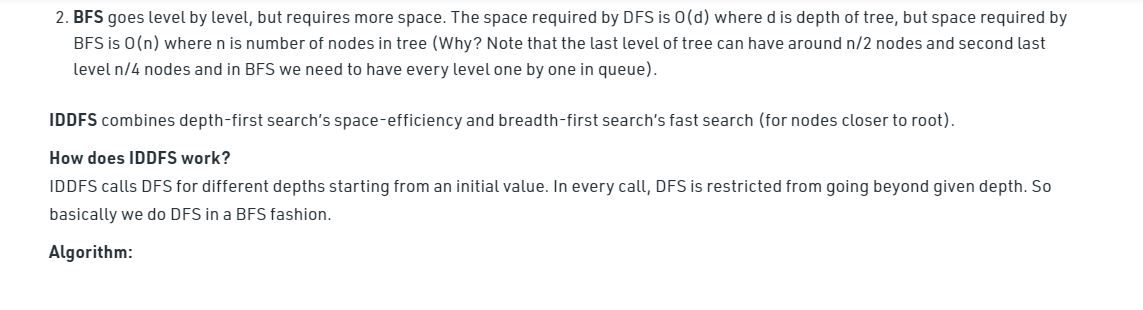 2. BFS goes level by level, but requires more space. The space required by DFS is O(d) where d is depth of tree, but space required by
BFS is O(n) where n is number of nodes in tree (Why? Note that the last level of tree can have around n/2 nodes and second last
level n/4 nodes and in BFS we need to have every level one by one in queue).
IDDFS combines depth-first search's space-efficiency and breadth-first search's fast search (for nodes closer to root).
How does IDDFS work?
IDDFS calls DFS for different depths starting from an initial value. In every call, DFS is restricted from going beyond given depth. So
basically we do DFS in a BFS fashion.
Algorithm: